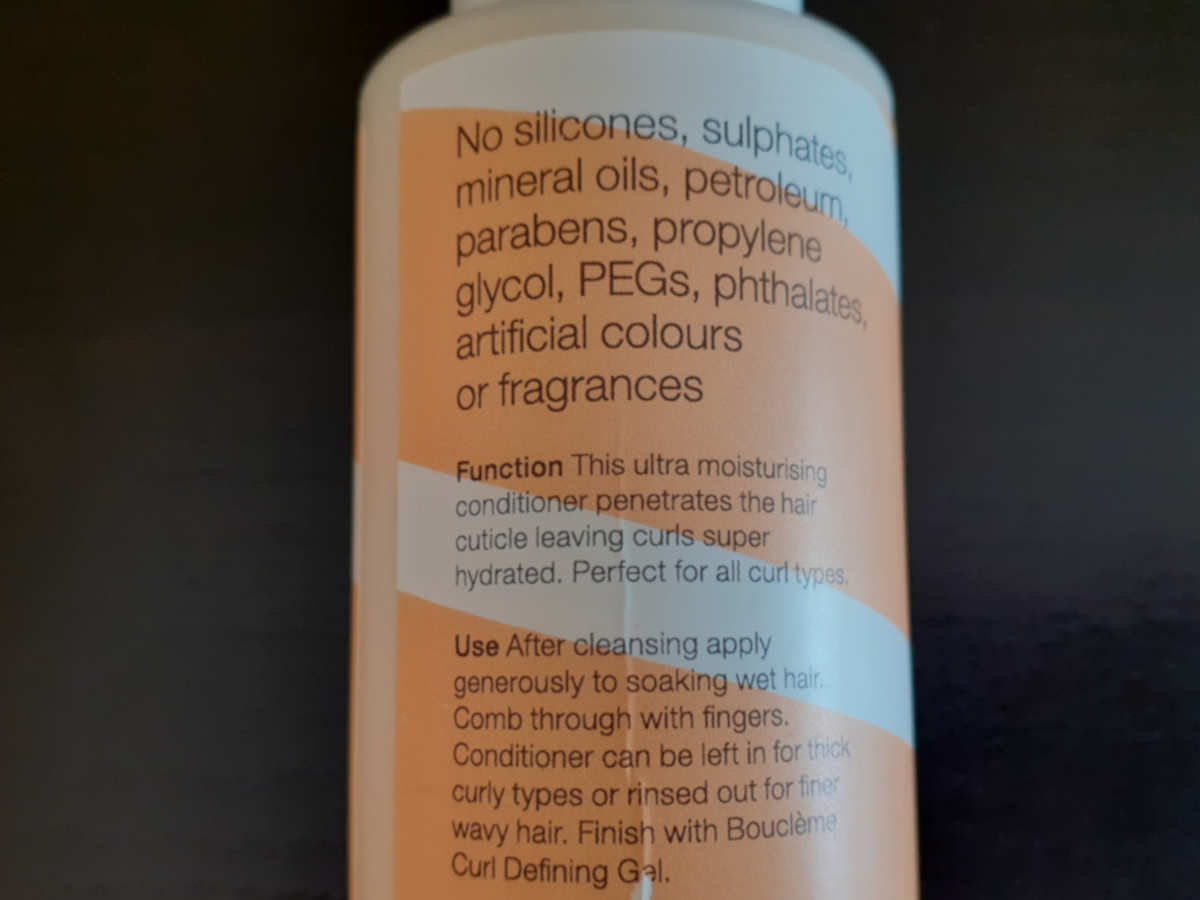 No silicones, sulphates,
mineral oils, petroleum,
parabens, propylene
glycol, PEGs, phthalates,
artificial colours
or fragrances
Function This ultra moisturising
conditioner penetrates the hair
cuticle leaving curls super
hydrated. Perfect for all curl types.
Use After cleansing apply
generously to soaking wet hair.
Comb through with fingers.
Conditioner can be left in for thick
curly types or rinsed out for finer
wavy hair. Finish with Bouclème
Curl Defining Gel.